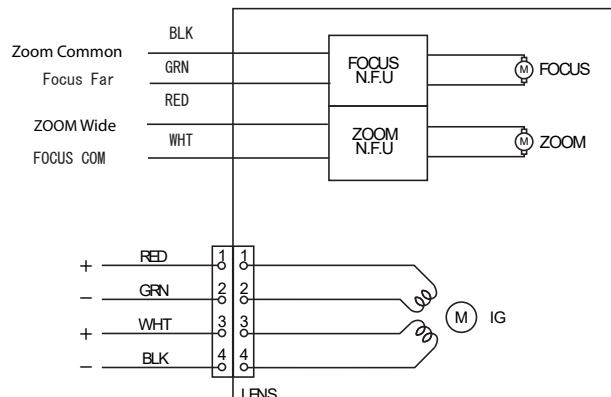 BLK
Zoom Common
GRN
FOCUS
N.F.U
M
FOCUS
Focus Far
RED
ZOOM Wide
WHT
ZOOM
N.F.U
M
ZOOM
FOCUS COM
+ RED 1 1
− GRN 2 2
M IG
+ WHT 3 3
− BLK 4 4
LENS